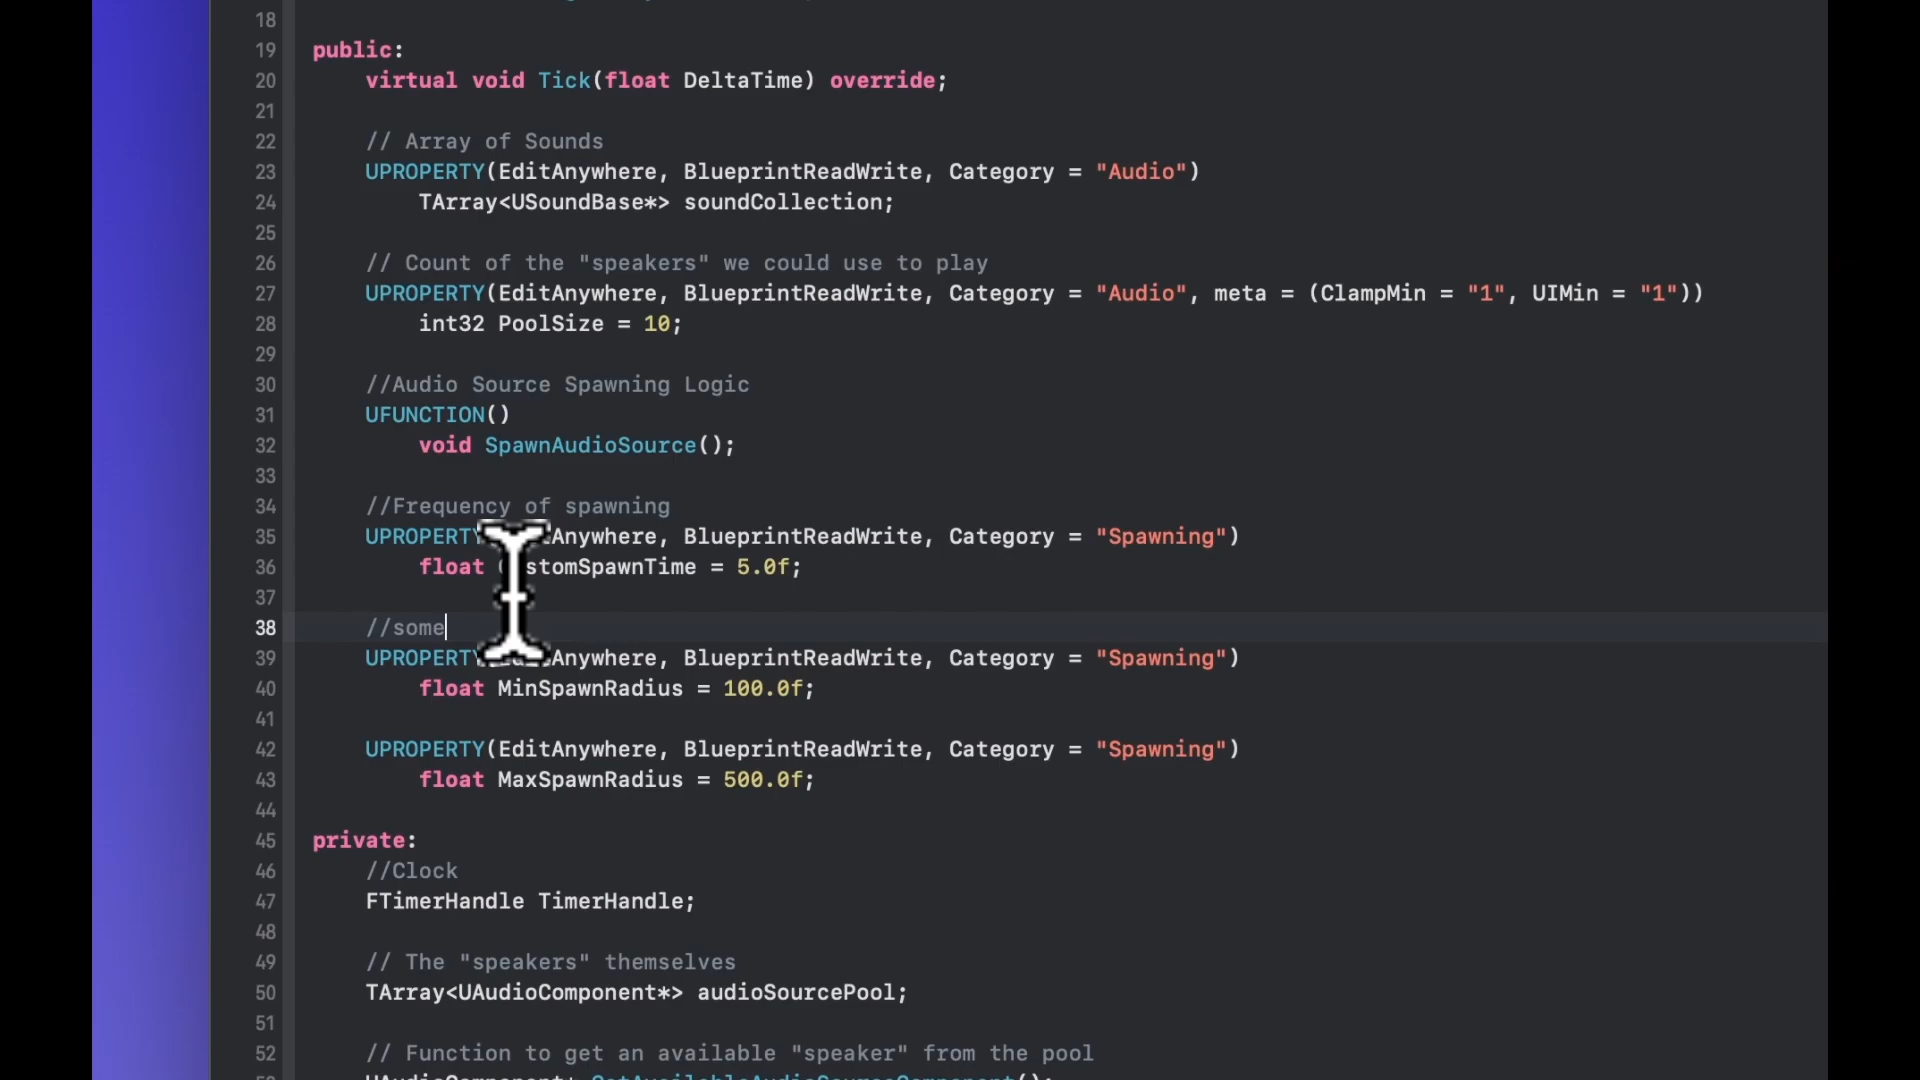 18
19 public:
20 virtual void Tick(float DeltaTime) override;
21
22 // Array of Sounds
23 UPROPERTY(EditAnywhere, BlueprintReadWrite, Category = "Audio")
24 TArray<USoundBase*> soundCollection;
25
26 // Count of the "speakers" we could use to play
27 UPROPERTY(EditAnywhere, BlueprintReadWrite, Category = "Audio", meta = (ClampMin = "1", UIMin = "1"))
28 int32 PoolSize = 10;
29
30 //Audio Source Spawning Logic
31 UFUNCTION()
32 void SpawnAudioSource();
33
34 //Frequency of spawning
35 UPROPERTY Anywhere, BlueprintReadWrite, Category = "Spawning")
36 float stomSpawnTime = 5.0f;
37
38 //some
39 UPROPERTY Anywhere, BlueprintReadWrite, Category = "Spawning")
40 float MinSpawnRadius = 100.0f;
41
42 UPROPERTY(EditAnywhere, BlueprintReadWrite, Category = "Spawning")
43 float MaxSpawnRadius = 500.0f;
44
45 private:
46 //Clock
47 FTimerHandle TimerHandle;
48
49 // The "speakers" themselves
50 TArray<UAudioComponent*> audioSourcePool;
51
52 // Function to get an available "speaker" from the pool